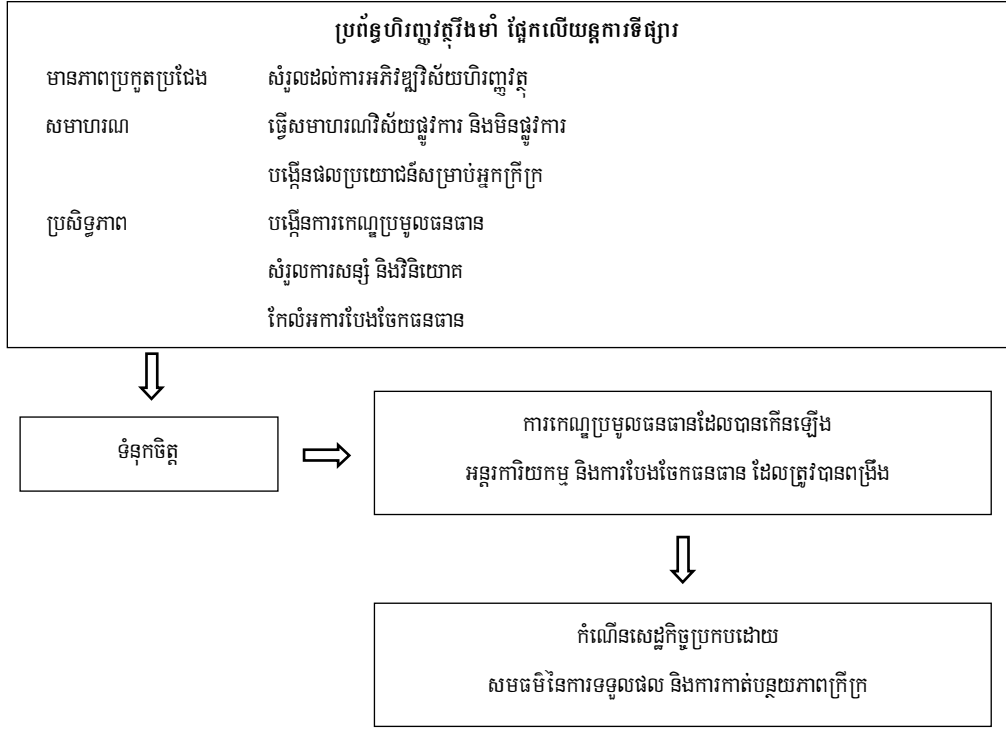 ប្រព័ន្ធហិរញ្ញវត្ថុរឹងមាំ ផ្អែកលើយន្តការទីផ្សារ
មានភាពប្រកួតប្រជែង សំរួលដល់ការអភិវឌ្ឍវិស័យហិរញ្ញវត្ថុ
សមាហរណ ធ្វើសមាហរណវិស័យផ្លូវការ និងមិនផ្លូវការ
បង្កើនផលប្រយោជន៍សម្រាប់អ្នកក្រីក្រ
ប្រសិទ្ធភាព បង្កើនការកេណ្ឌប្រមូលធនធាន
សំរួលការសន្សំ និងវិនិយោគ
កែលំអការបែងចែកធនធាន
ទំនុកចិត្ត
ការកេណ្ឌប្រមូលធនធានដែលបានកើនឡើង
អន្តរការិយកម្ម និងការបែងចែកធនធាន ដែលត្រូវបានពង្រឹង
កំណើនសេដ្ឋកិច្ចប្រកបដោយ
សមធម៌នៃការទទួលផល និងការកាត់បន្ថយភាពក្រីក្រ